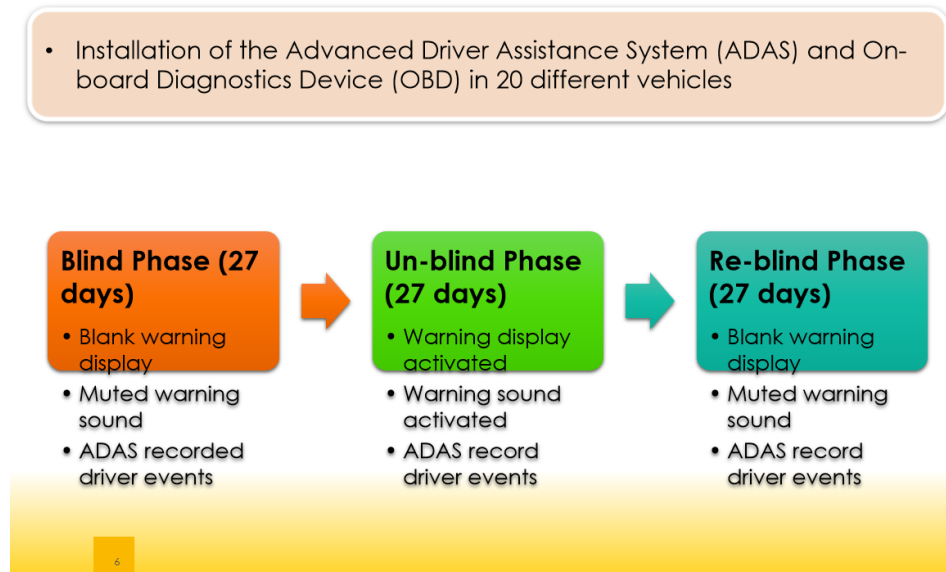 • Installation of the Advanced Driver Assistance System (ADAS) and On-
board Diagnostics Device (OBD) in 20 different vehicles
Blind Phase (27
days)
• Blank warning
display
• Muted warning
sound
• ADAS recorded
driver events
Un-blind Phase
(27 days)
• Warning display
activated
• Warning sound
activated
• ADAS record
driver events
Re-blind Phase
(27 days)
• Blank warning
display
• Muted warning
sound
• ADAS record
driver events
6